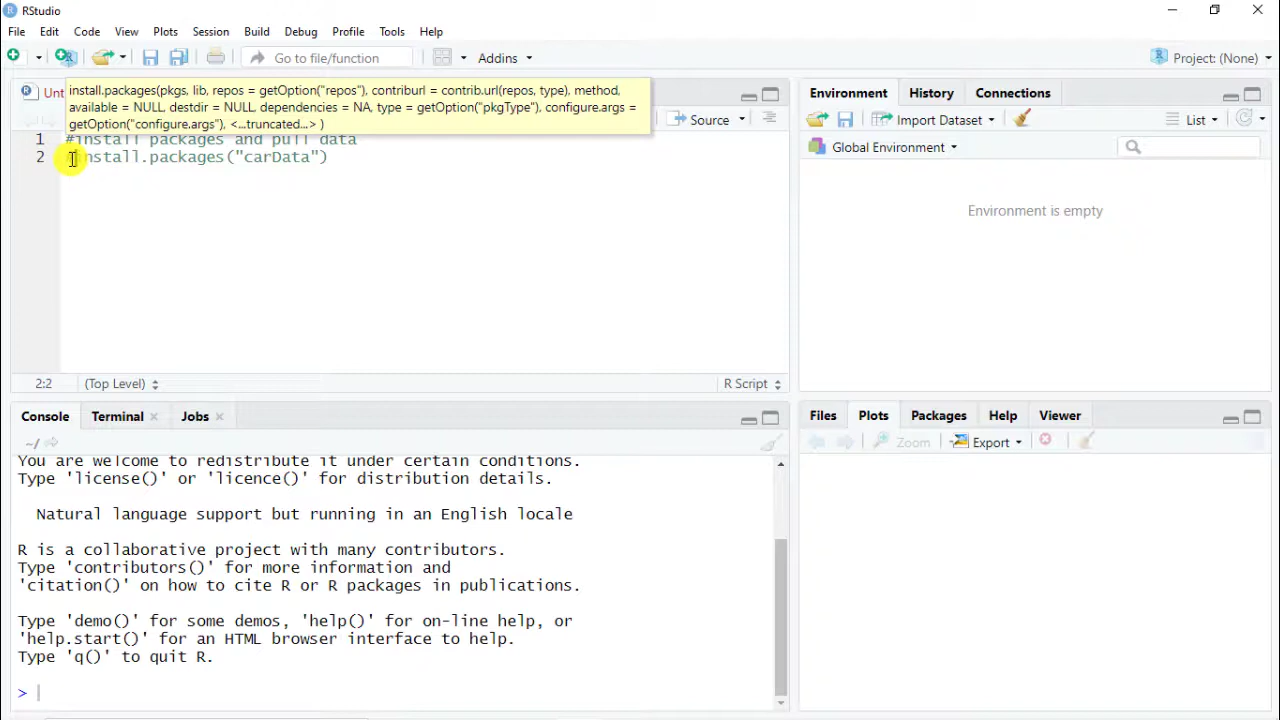 RStudio
File Edit Code View Plots Session Build Debug Profile Tools Help
Go to file/function Addins Project: (None)
install.packages(pkgs, lib, repos = getOption("repos"), contriburl = contrib.url(repos, type), method,
available = NULL, destdir = NULL, dependencies = NA, type = getOption("pkgType"), configure.args =
getOption("configure.args"), <...truncated...> )
Unt
Source
1 #install packages and pull data
2 #install.packages("carData")
2:2 (Top Level) R Script
Console Terminal Jobs
~/
You are welcome to redistribute it under certain conditions.
Type 'license()' or 'licence()' for distribution details.
Natural language support but running in an English locale
R is a collaborative project with many contributors.
Type 'contributors()' for more information and
'citation()' on how to cite R or R packages in publications.
Type 'demo()' for some demos, 'help()' for on-line help, or
'help.start()' for an HTML browser interface to help.
Type 'q()' to quit R.
>
Environment History Connections
Import Dataset List
Global Environment
Environment is empty
Files Plots Packages Help Viewer
Zoom Export